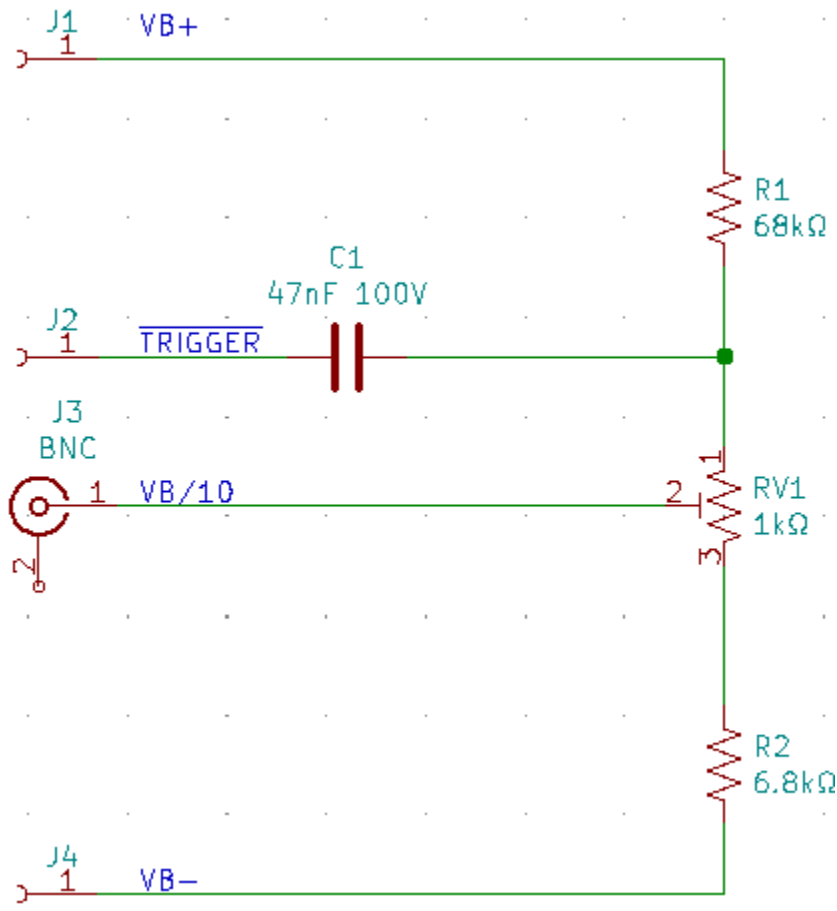 J1
VB+
1
R1
68kΩ
C1
47nF 100V
J2
TRIGGER
1
J3
BNC
1
VB/10
2
1
2
3
RV1
1kΩ
R2
6.8kΩ
J4
VB-
1